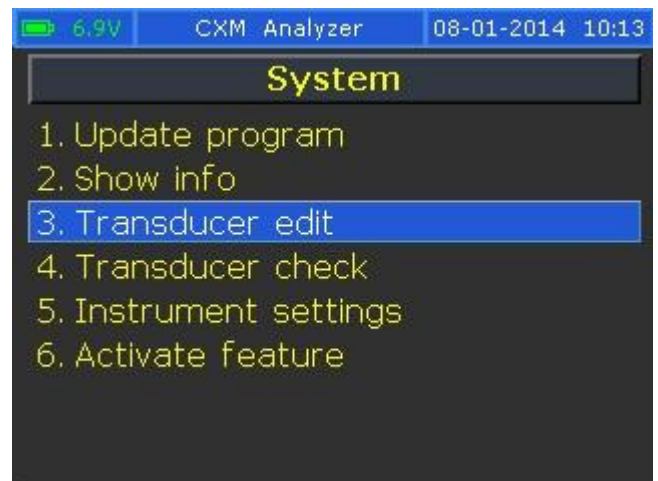 6.9V CXM Analyzer 08-01-2014 10:13
System
1. Update program
2. Show info
3. Transducer edit
4. Transducer check
5. Instrument settings
6. Activate feature